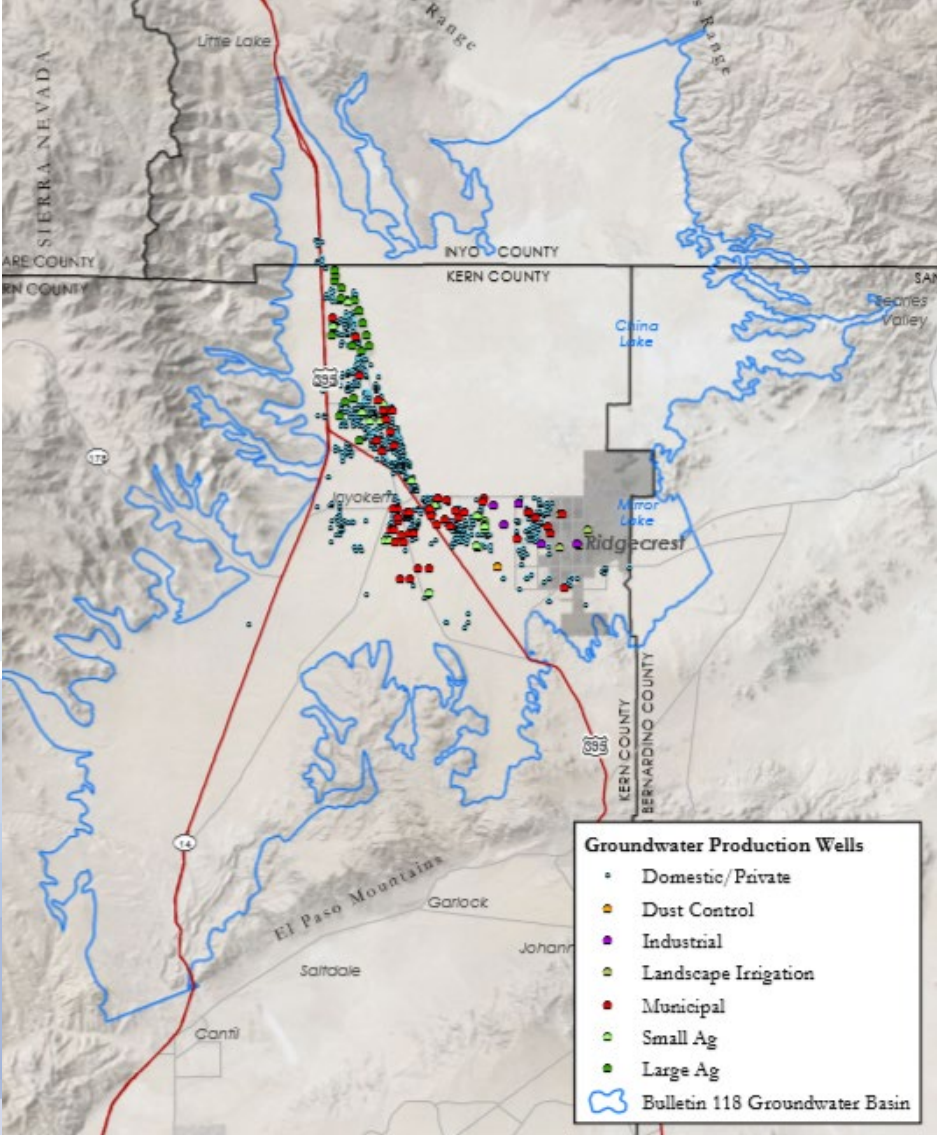 Range
s Range
Little Lake
SIERRA NEVADA
INYO COUNTY
ARE COUNTY
KERN COUNTY
RN COUNTY
SAN
Searles
Valley
China
Lake
395
178
Inyokern
Mirror
Lake
Ridgecrest
KERN COUNTY
BERNARDINO COUNTY
395
14
El Paso Mountains
Garlock
Johann
Saltdale
Cantil
Groundwater Production Wells
Domestic/Private
Dust Control
Industrial
Landscape Irrigation
Municipal
Small Ag
Large Ag
Bulletin 118 Groundwater Basin